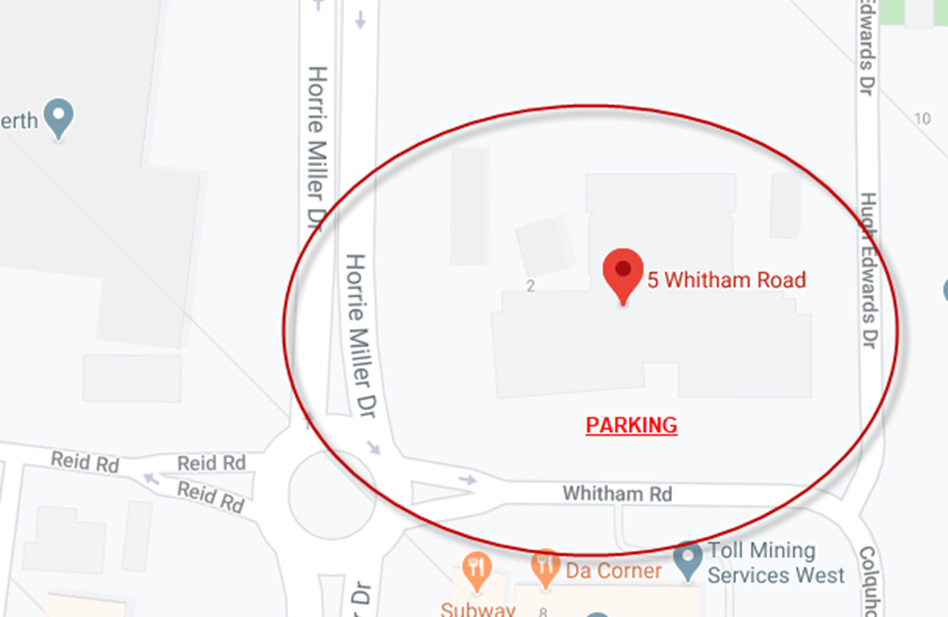 Edwards Dr
erth
Horrie Miller Dr
10
Hugh Edwards Dr
Horrie Miller Dr
2
5 Whitham Road
PARKING
Reid Rd
Reid Rd
Reid Rd
Whitham Rd
Toll Mining
Services West
Da Corner
Subway
8
Dr
Colquho